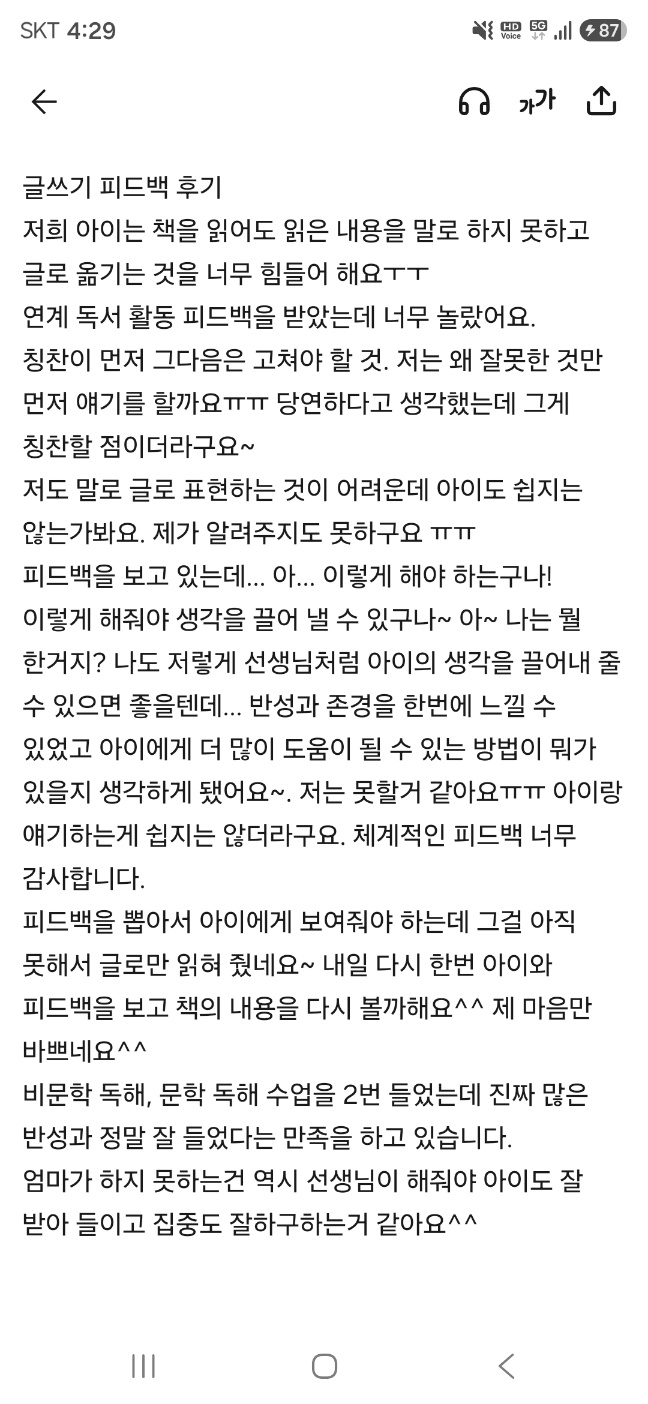 SKT 4:29
HD Voice 5G 87
가가
글쓰기 피드백 후기
저희 아이는 책을 읽어도 읽은 내용을 말로 하지 못하고
글로 옮기는 것을 너무 힘들어 해요ㅜㅜ
연계 독서 활동 피드백을 받았는데 너무 놀랐어요.
칭찬이 먼저 그다음은 고쳐야 할 것. 저는 왜 잘못한 것만
먼저 얘기를 할까요ㅠㅠ 당연하다고 생각했는데 그게
칭찬할 점이더라구요~
저도 말로 글로 표현하는 것이 어려운데 아이도 쉽지는
않는가봐요. 제가 알려주지도 못하구요 ㅠㅠ
피드백을 보고 있는데... 아... 이렇게 해야 하는구나!
이렇게 해줘야 생각을 끌어 낼 수 있구나~ 아~ 나는 뭘
한거지? 나도 저렇게 선생님처럼 아이의 생각을 끌어내 줄
수 있으면 좋을텐데... 반성과 존경을 한번에 느낄 수
있었고 아이에게 더 많이 도움이 될 수 있는 방법이 뭐가
있을지 생각하게 됐어요~. 저는 못할거 같아요ㅠㅠ 아이랑
얘기하는게 쉽지는 않더라구요. 체계적인 피드백 너무
감사합니다.
피드백을 뽑아서 아이에게 보여줘야 하는데 그걸 아직
못해서 글로만 읽혀 줬네요~ 내일 다시 한번 아이와
피드백을 보고 책의 내용을 다시 볼까해요^^ 제 마음만
바쁘네요^^
비문학 독해, 문학 독해 수업을 2번 들었는데 진짜 많은
반성과 정말 잘 들었다는 만족을 하고 있습니다.
엄마가 하지 못하는건 역시 선생님이 해줘야 아이도 잘
받아 들이고 집중도 잘하구하는거 같아요^^